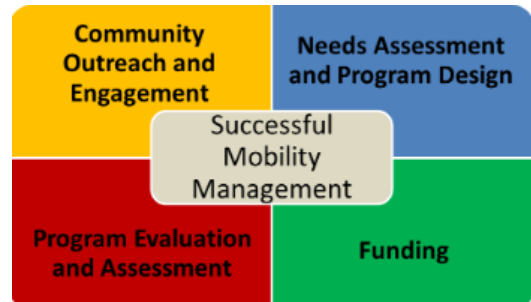 Community
Outreach and
Engagement
Needs Assessment
and Program Design
Successful
Mobility
Management
Program Evaluation
and Assessment
Funding